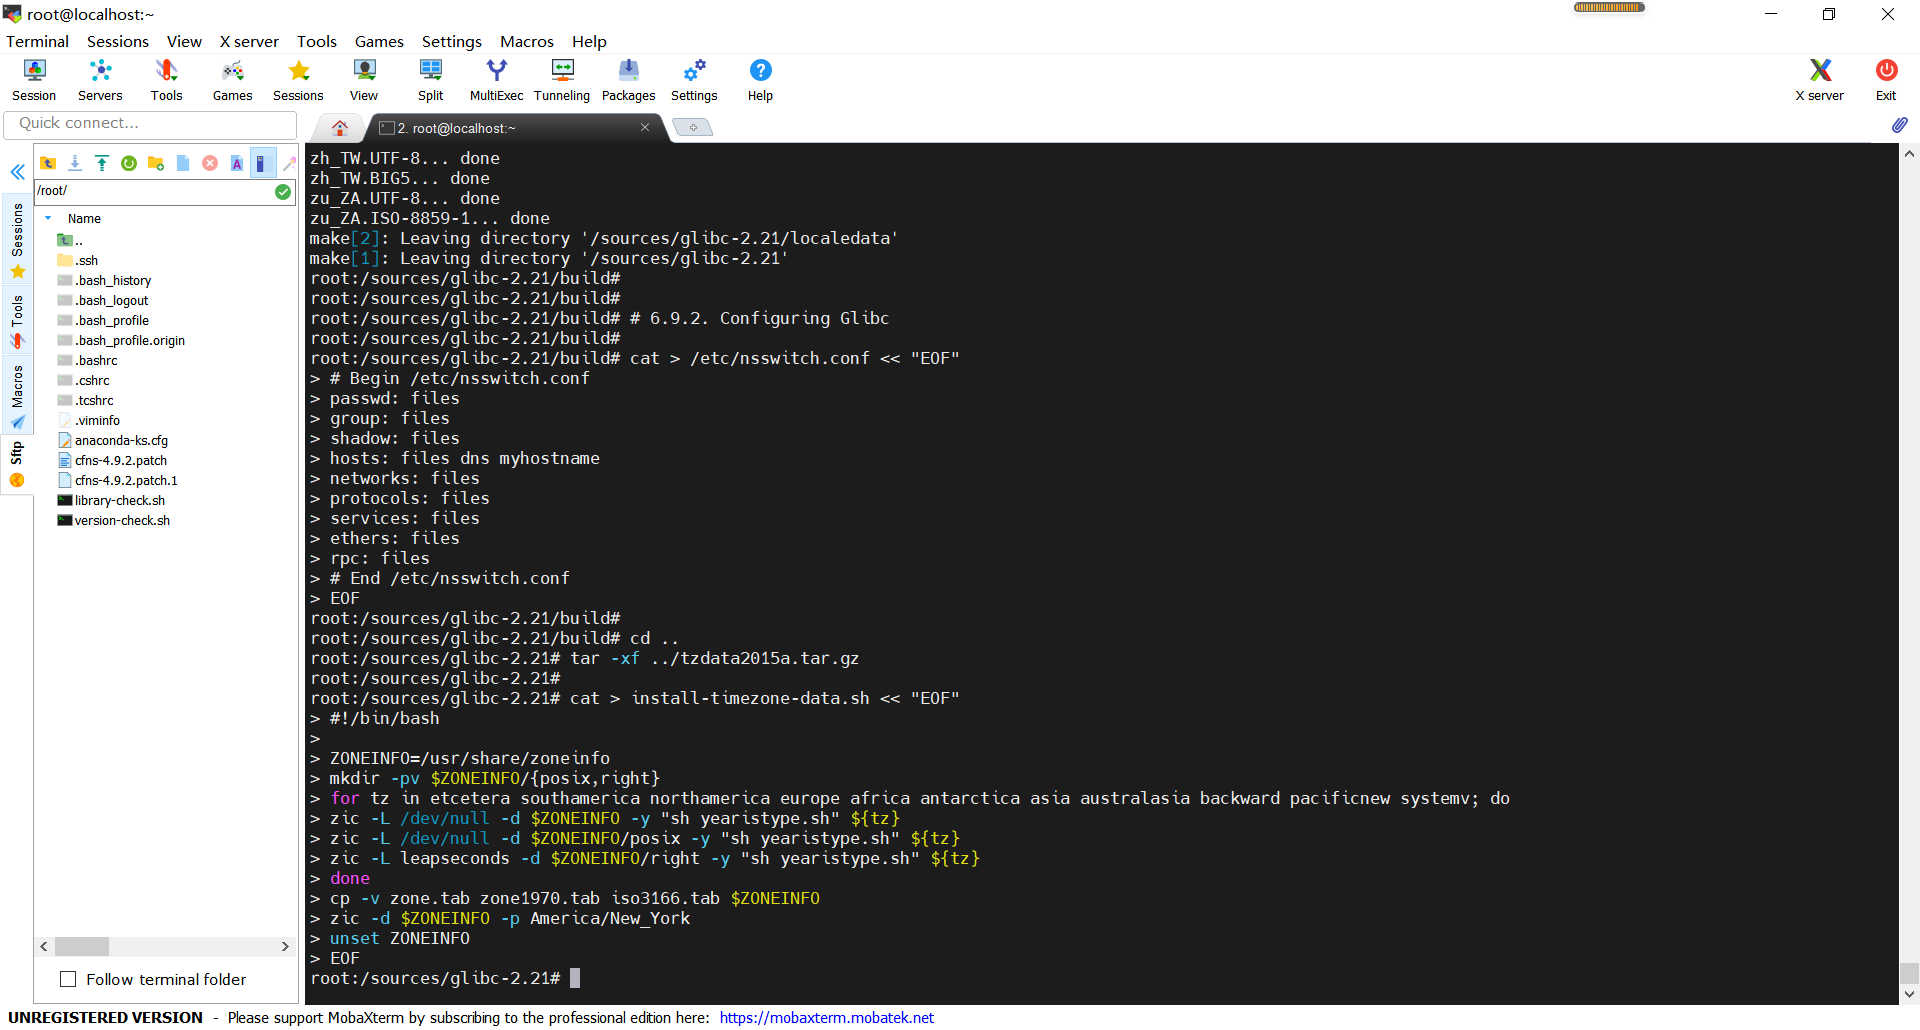 root@localhost:~
Terminal Sessions View X server Tools Games Settings Macros Help
Session Servers Tools Games Sessions View Split MultiExec Tunneling Packages Settings Help X server Exit
Quick connect...
2. root@localhost:~
/root/
Name
..
.ssh
.bash_history
.bash_logout
.bash_profile
.bash_profile.origin
.bashrc
.cshrc
.tcshrc
.viminfo
anaconda-ks.cfg
cfns-4.9.2.patch
cfns-4.9.2.patch.1
library-check.sh
version-check.sh
Follow terminal folder
Sessions
Tools
Macros
Sftp
zh_TW.UTF-8... done
zh_TW.BIG5... done
zu_ZA.UTF-8... done
zu_ZA.ISO-8859-1... done
make[2]: Leaving directory '/sources/glibc-2.21/localedata'
make[1]: Leaving directory '/sources/glibc-2.21'
root:/sources/glibc-2.21/build#
root:/sources/glibc-2.21/build#
root:/sources/glibc-2.21/build# # 6.9.2. Configuring Glibc
root:/sources/glibc-2.21/build#
root:/sources/glibc-2.21/build# cat > /etc/nsswitch.conf << "EOF"
> # Begin /etc/nsswitch.conf
> passwd: files
> group: files
> shadow: files
> hosts: files dns myhostname
> networks: files
> protocols: files
> services: files
> ethers: files
> rpc: files
> # End /etc/nsswitch.conf
> EOF
root:/sources/glibc-2.21/build#
root:/sources/glibc-2.21/build# cd ..
root:/sources/glibc-2.21# tar -xf ../tzdata2015a.tar.gz
root:/sources/glibc-2.21#
root:/sources/glibc-2.21# cat > install-timezone-data.sh << "EOF"
> #!/bin/bash
>
> ZONEINFO=/usr/share/zoneinfo
> mkdir -pv $ZONEINFO/{posix,right}
> for tz in etcetera southamerica northamerica europe africa antarctica asia australasia backward pacificnew systemv; do
> zic -L /dev/null -d $ZONEINFO -y "sh yearistype.sh" ${tz}
> zic -L /dev/null -d $ZONEINFO/posix -y "sh yearistype.sh" ${tz}
> zic -L leapseconds -d $ZONEINFO/right -y "sh yearistype.sh" ${tz}
> done
> cp -v zone.tab zone1970.tab iso3166.tab $ZONEINFO
> zic -d $ZONEINFO -p America/New_York
> unset ZONEINFO
> EOF
root:/sources/glibc-2.21#
UNREGISTERED VERSION - Please support MobaXterm by subscribing to the professional edition here: https://mobaxterm.mobatek.net